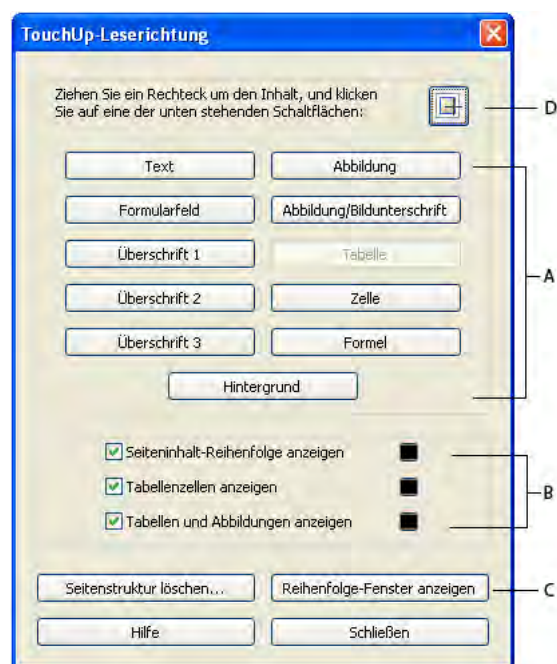 TouchUp-Leserichtung
Ziehen Sie ein Rechteck um den Inhalt, und klicken
Sie auf eine der unten stehenden Schaltflächen:
D
Text
Abbildung
Formularfeld
Abbildung/Bildunterschrift
Überschrift 1
Tabelle
A
Überschrift 2
Zelle
Überschrift 3
Formel
Hintergrund
Seiteninhalt-Reihenfolge anzeigen
Tabellenzellen anzeigen
B
Tabellen und Abbildungen anzeigen
Seitenstruktur löschen...
Reihenfolge-Fenster anzeigen
C
Hilfe
Schließen